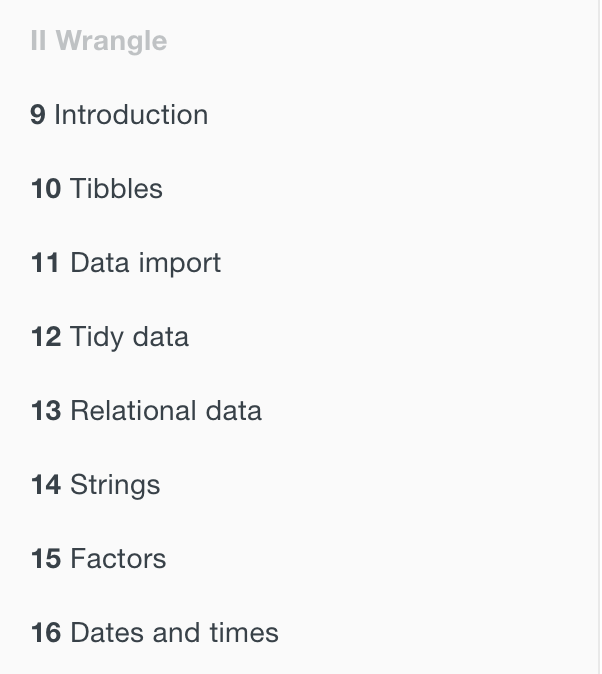 II Wrangle
9 Introduction
10 Tibbles
11 Data import
12 Tidy data
13 Relational data
14 Strings
15 Factors
16 Dates and times